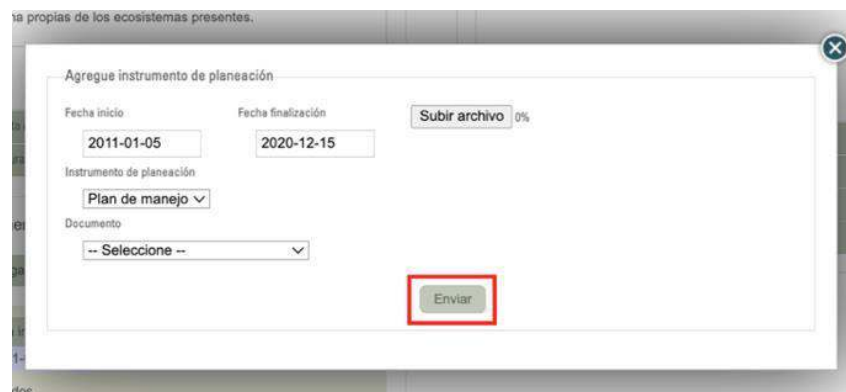 na propias de los ecosistemas presentes.
Agregue instrumento de planeación
Fecha inicio
Fecha finalización
Subir archivo 0%
2011-01-05
2020-12-15
Instrumento de planeación
Plan de manejo
Documento
-- Seleccione --
Enviar